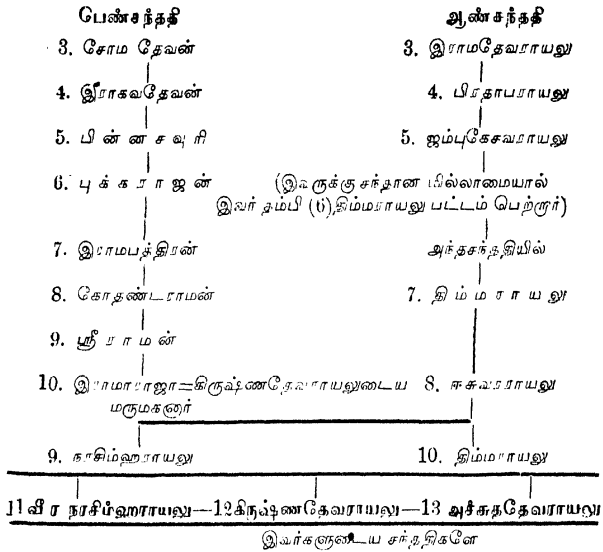 பெண்சந்ததி ஆண்சந்ததி
3. சோம தேவன் 3. இராமதேவராயலு
4. இராகவதேவன் 4. பிரதாபராயலு
5. பின்னசவுரி 5. ஜம்புகேசவராயலு
6. புக்கராஜன் (இவருக்கு சந்தான மில்லாமையால்
இவர் தம்பி (6) திம்மராயலு பட்டம் பெற்றார்)
7. இராமபத்திரன் அந்தசந்ததியில்
8. கோதண்டராமன் 7. திம்மராயலு
9. ஸ்ரீராமன்
10. இராமாராஜா=கிருஷ்ணதேவராயலுடைய 8. ஈசுவரராயலு
மருமகனார்
9. நரசிம்ஹராயலு 10. திம்மராயலு
11 வீர நரசிம்ஹராயலு—12 கிருஷ்ணதேவராயலு—13 அச்சுததேவராயலு
இவர்களுடைய சந்ததிகளே